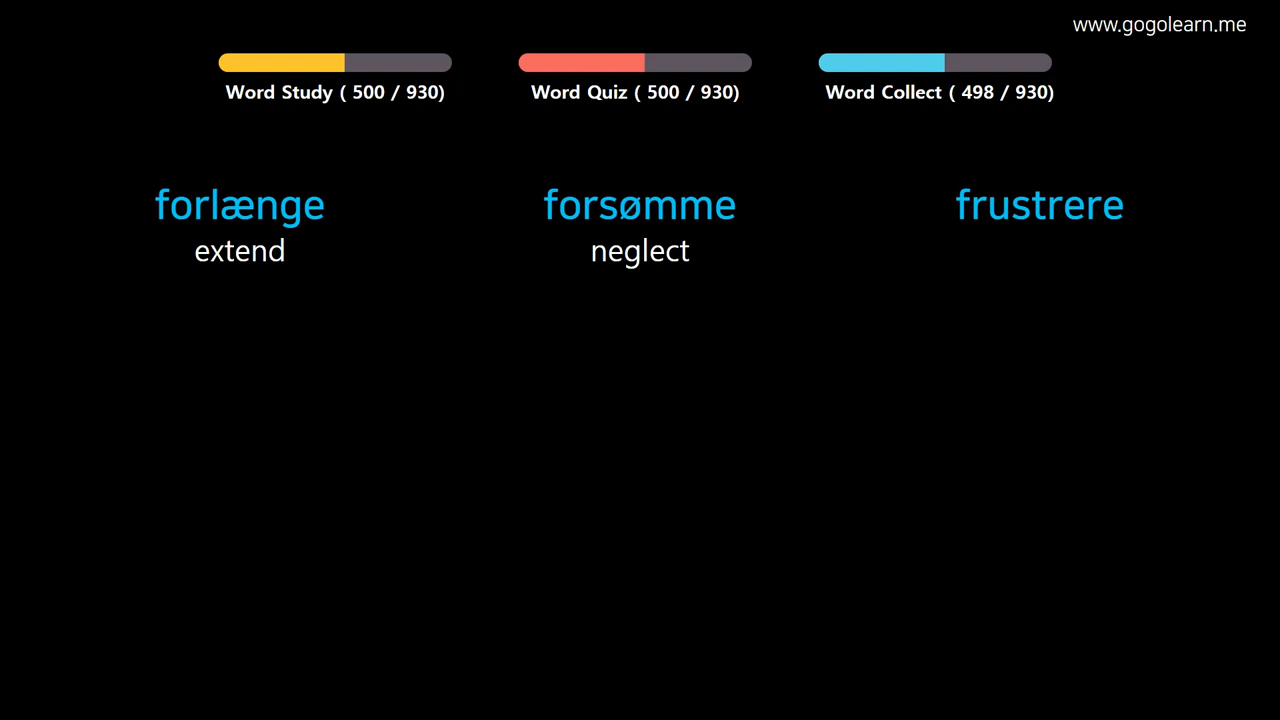 www.gogolearn.me
Word Study ( 500 / 930)
Word Quiz ( 500 / 930)
Word Collect ( 498 / 930)
forlænge
extend
forsømme
neglect
frustrere